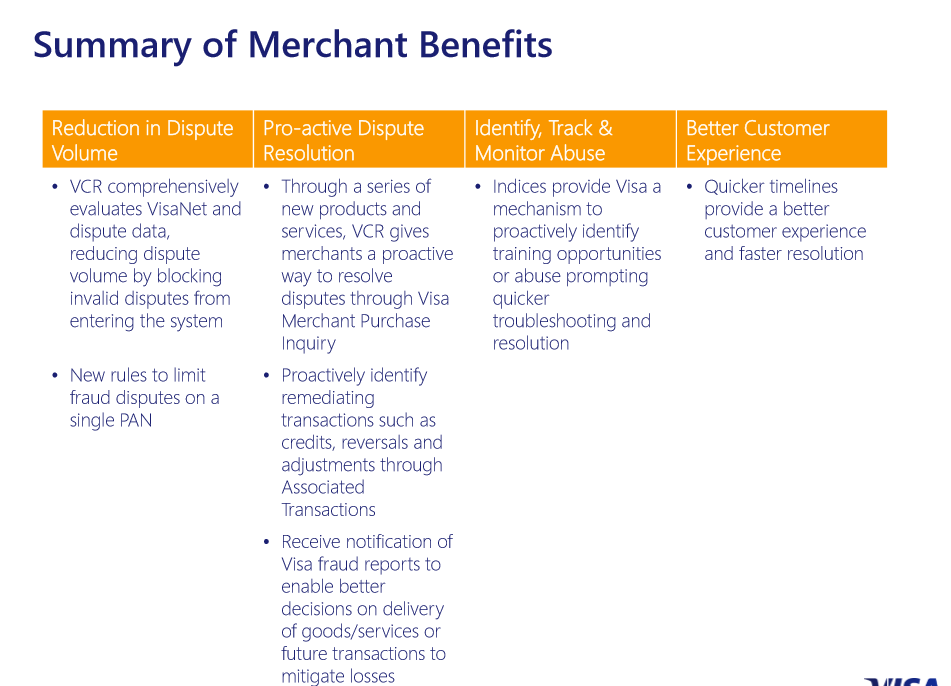 Summary of Merchant Benefits
Reduction in Dispute
Volume
• VCR comprehensively
evaluates VisaNet and
dispute data,
reducing dispute
volume by blocking
invalid disputes from
entering the system
• New rules to limit
fraud disputes on a
single PAN
Pro-active Dispute
Resolution
• Through a series of
new products and
services, VCR gives
merchants a proactive
way to resolve
disputes through Visa
Merchant Purchase
Inquiry
• Proactively identify
remediating
transactions such as
credits, reversals and
adjustments through
Associated
Transactions
• Receive notification of
Visa fraud reports to
enable better
decisions on delivery
of goods/services or
future transactions to
mitigate losses
Identify, Track &
Monitor Abuse
• Indices provide Visa a
mechanism to
proactively identify
training opportunities
or abuse prompting
quicker
troubleshooting and
resolution
Better Customer
Experience
• Quicker timelines
provide a better
customer experience
and faster resolution
VISA